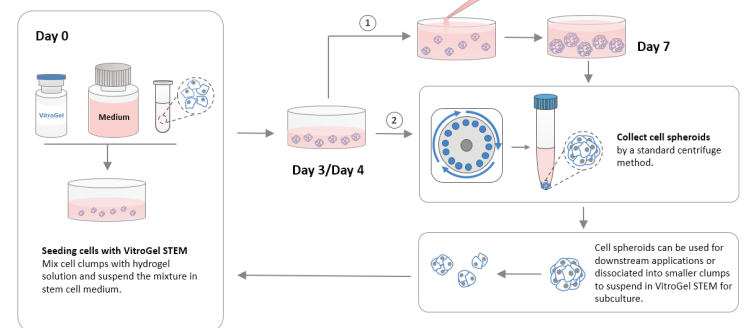 Day 0
VitroGel
Medium
Seeding cells with VitroGel STEM
Mix cell clumps with hydrogel
solution and suspend the mixture in
stem cell medium.
Day 3/Day 4
1
2
Day 7
Collect cell spheroids
by a standard centrifuge
method.
Cell spheroids can be used for
downstream applications or
dissociated into smaller clumps
to suspend in VitroGel STEM for
subculture.